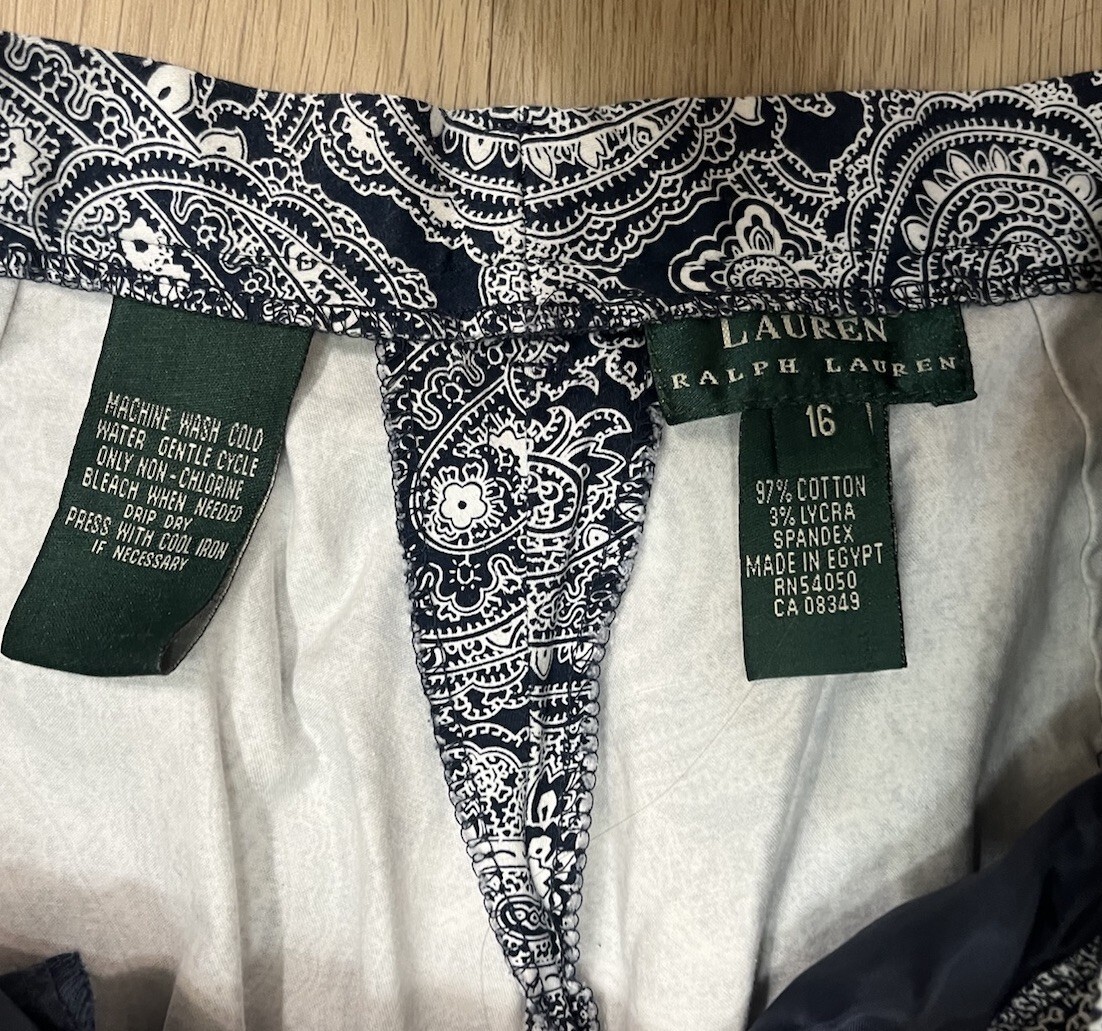 MACHINE WASH COLD
WATER GENTLE CYCLE
ONLY NON-CHLORINE
BLEACH WHEN NEEDED
DRIP DRY
PRESS WITH COOL IRON
IF NECESSARY
LAUREN
RALPH LAUREN
16
97% COTTON
3% LYCRA
SPANDEX
MADE IN EGYPT
RN54050
CA 08349